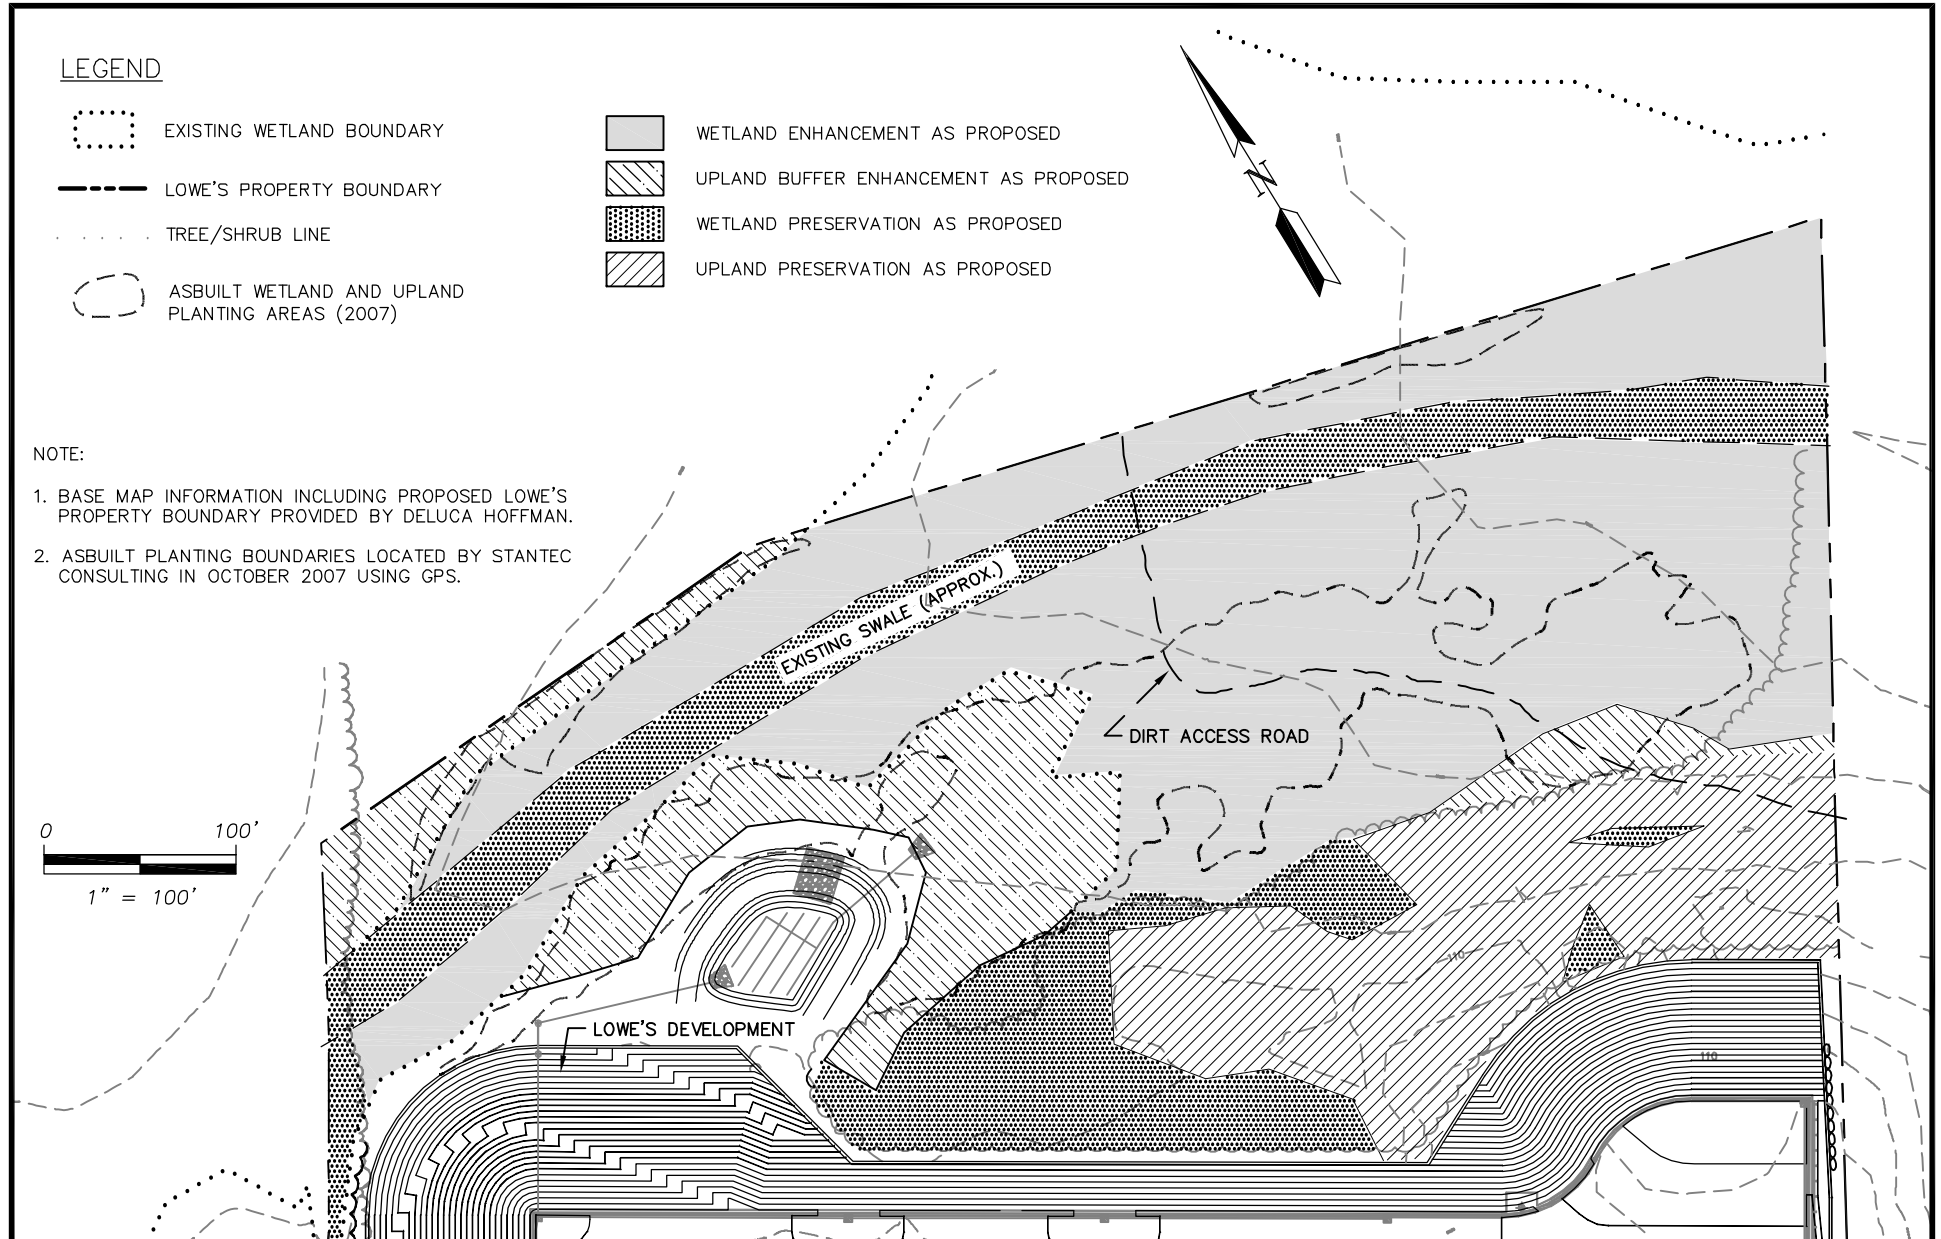 LEGEND
EXISTING WETLAND BOUNDARY
LOWE'S PROPERTY BOUNDARY
TREE/SHRUB LINE
ASBUILT WETLAND AND UPLAND
PLANTING AREAS (2007)
WETLAND ENHANCEMENT AS PROPOSED
UPLAND BUFFER ENHANCEMENT AS PROPOSED
WETLAND PRESERVATION AS PROPOSED
UPLAND PRESERVATION AS PROPOSED
N
NOTE:
1. BASE MAP INFORMATION INCLUDING PROPOSED LOWE'S
PROPERTY BOUNDARY PROVIDED BY DELUCA HOFFMAN.
2. ASBUILT PLANTING BOUNDARIES LOCATED BY STANTEC
CONSULTING IN OCTOBER 2007 USING GPS.
EXISTING SWALE (APPROX.)
DIRT ACCESS ROAD
0 100'
1" = 100'
110
LOWE'S DEVELOPMENT
110